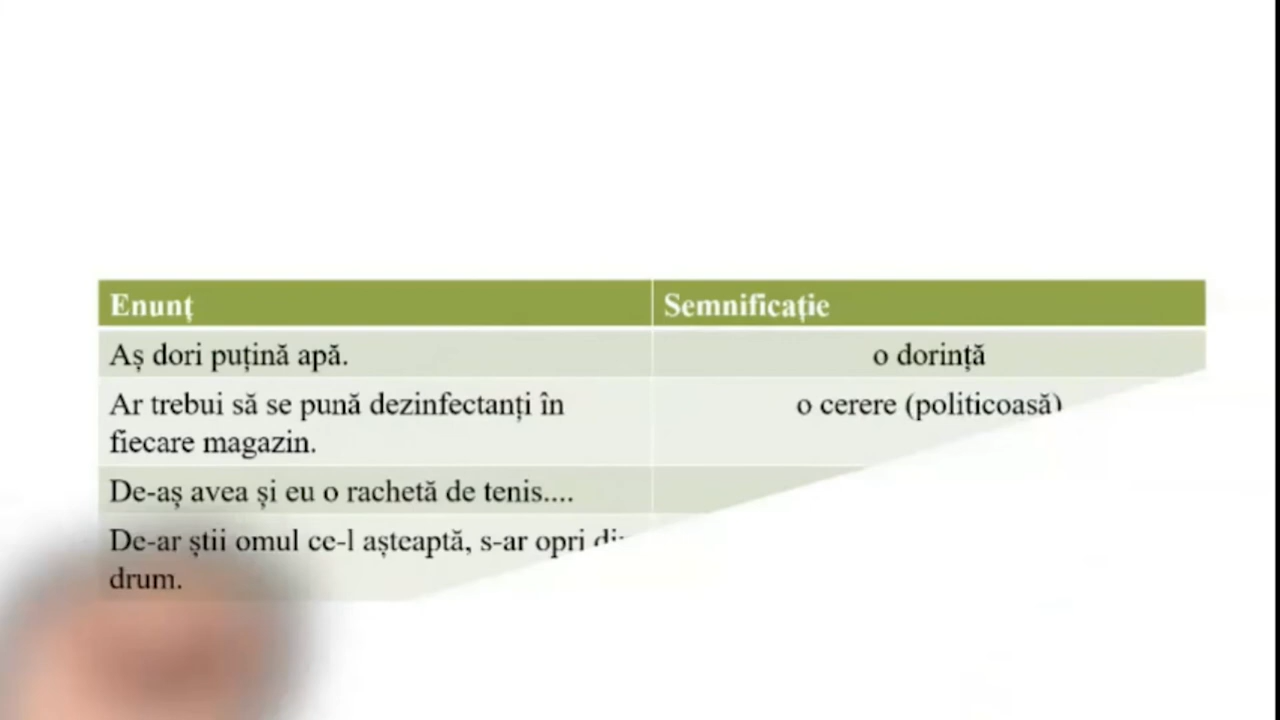 Enunț
Semnificație
Aș dori puțină apă.
o dorință
Ar trebui să se pună dezinfectanți în
fiecare magazin.
o cerere (politicoasă)
De-aș avea și eu o rachetă de tenis....
De-ar știi omul ce-l așteaptă, s-ar opri
drum.